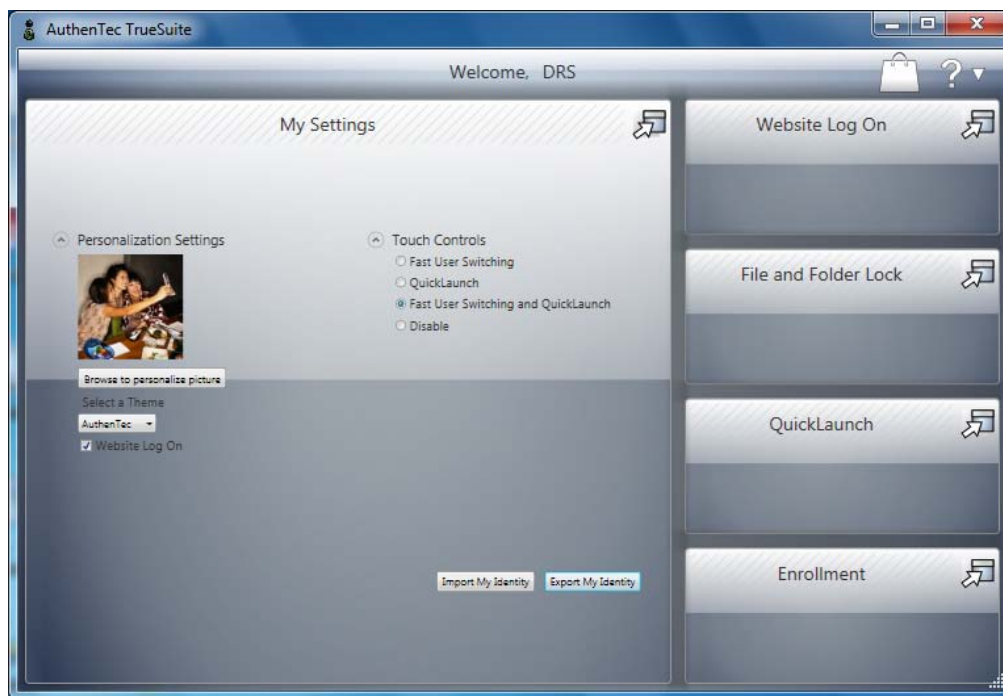 AuthenTec TrueSuite
Welcome, DRS
?
My Settings
Personalization Settings
Browse to personalize picture
Select a Theme
AuthenTec
Website Log On
Touch Controls
Fast User Switching
QuickLaunch
Fast User Switching and QuickLaunch
Disable
Import My Identity
Export My Identity
Website Log On
File and Folder Lock
QuickLaunch
Enrollment